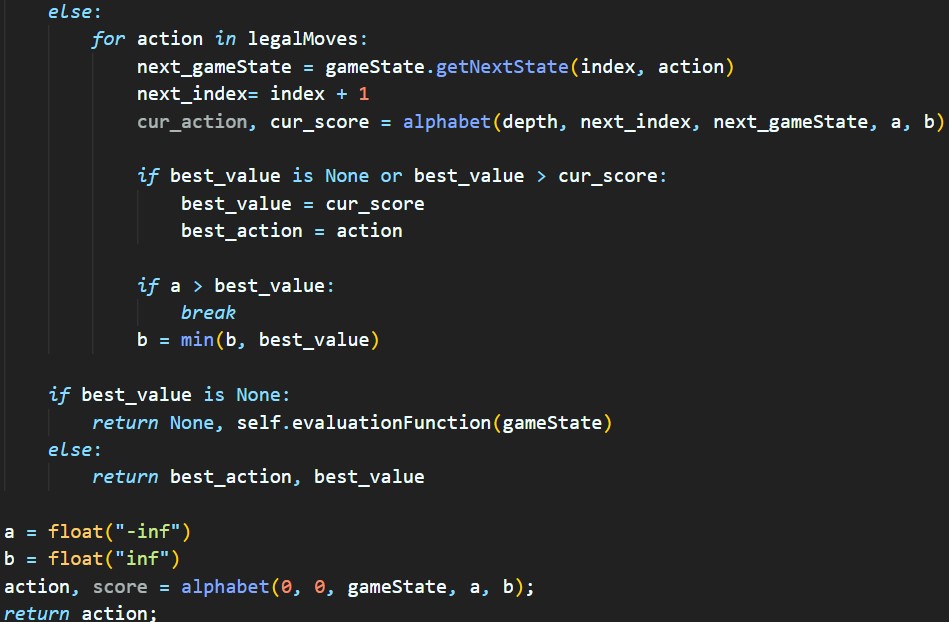 else:
for action in legalMoves:
next_gameState = gameState.getNextState(index, action)
next_index= index + 1
cur_action, cur_score = alphabet(depth, next_index, next_gameState, a, b)
if best_value is None or best_value > cur_score:
best_value = cur_score
best_action = action
if a > best_value:
break
b = min(b, best_value)
if best_value is None:
return None, self.evaluationFunction(gameState)
else:
return best_action, best_value
a = float("-inf")
b = float("inf")
action, score = alphabet(0, 0, gameState, a, b);
return action;